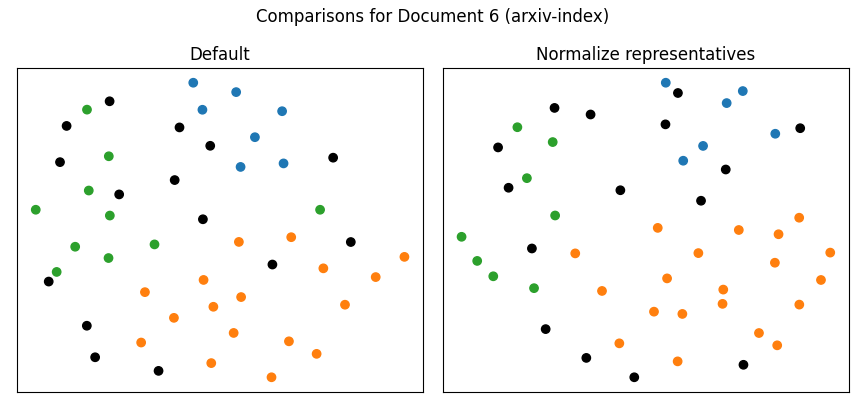 Comparisons for Document 6 (arxiv-index)
Default
Normalize representatives